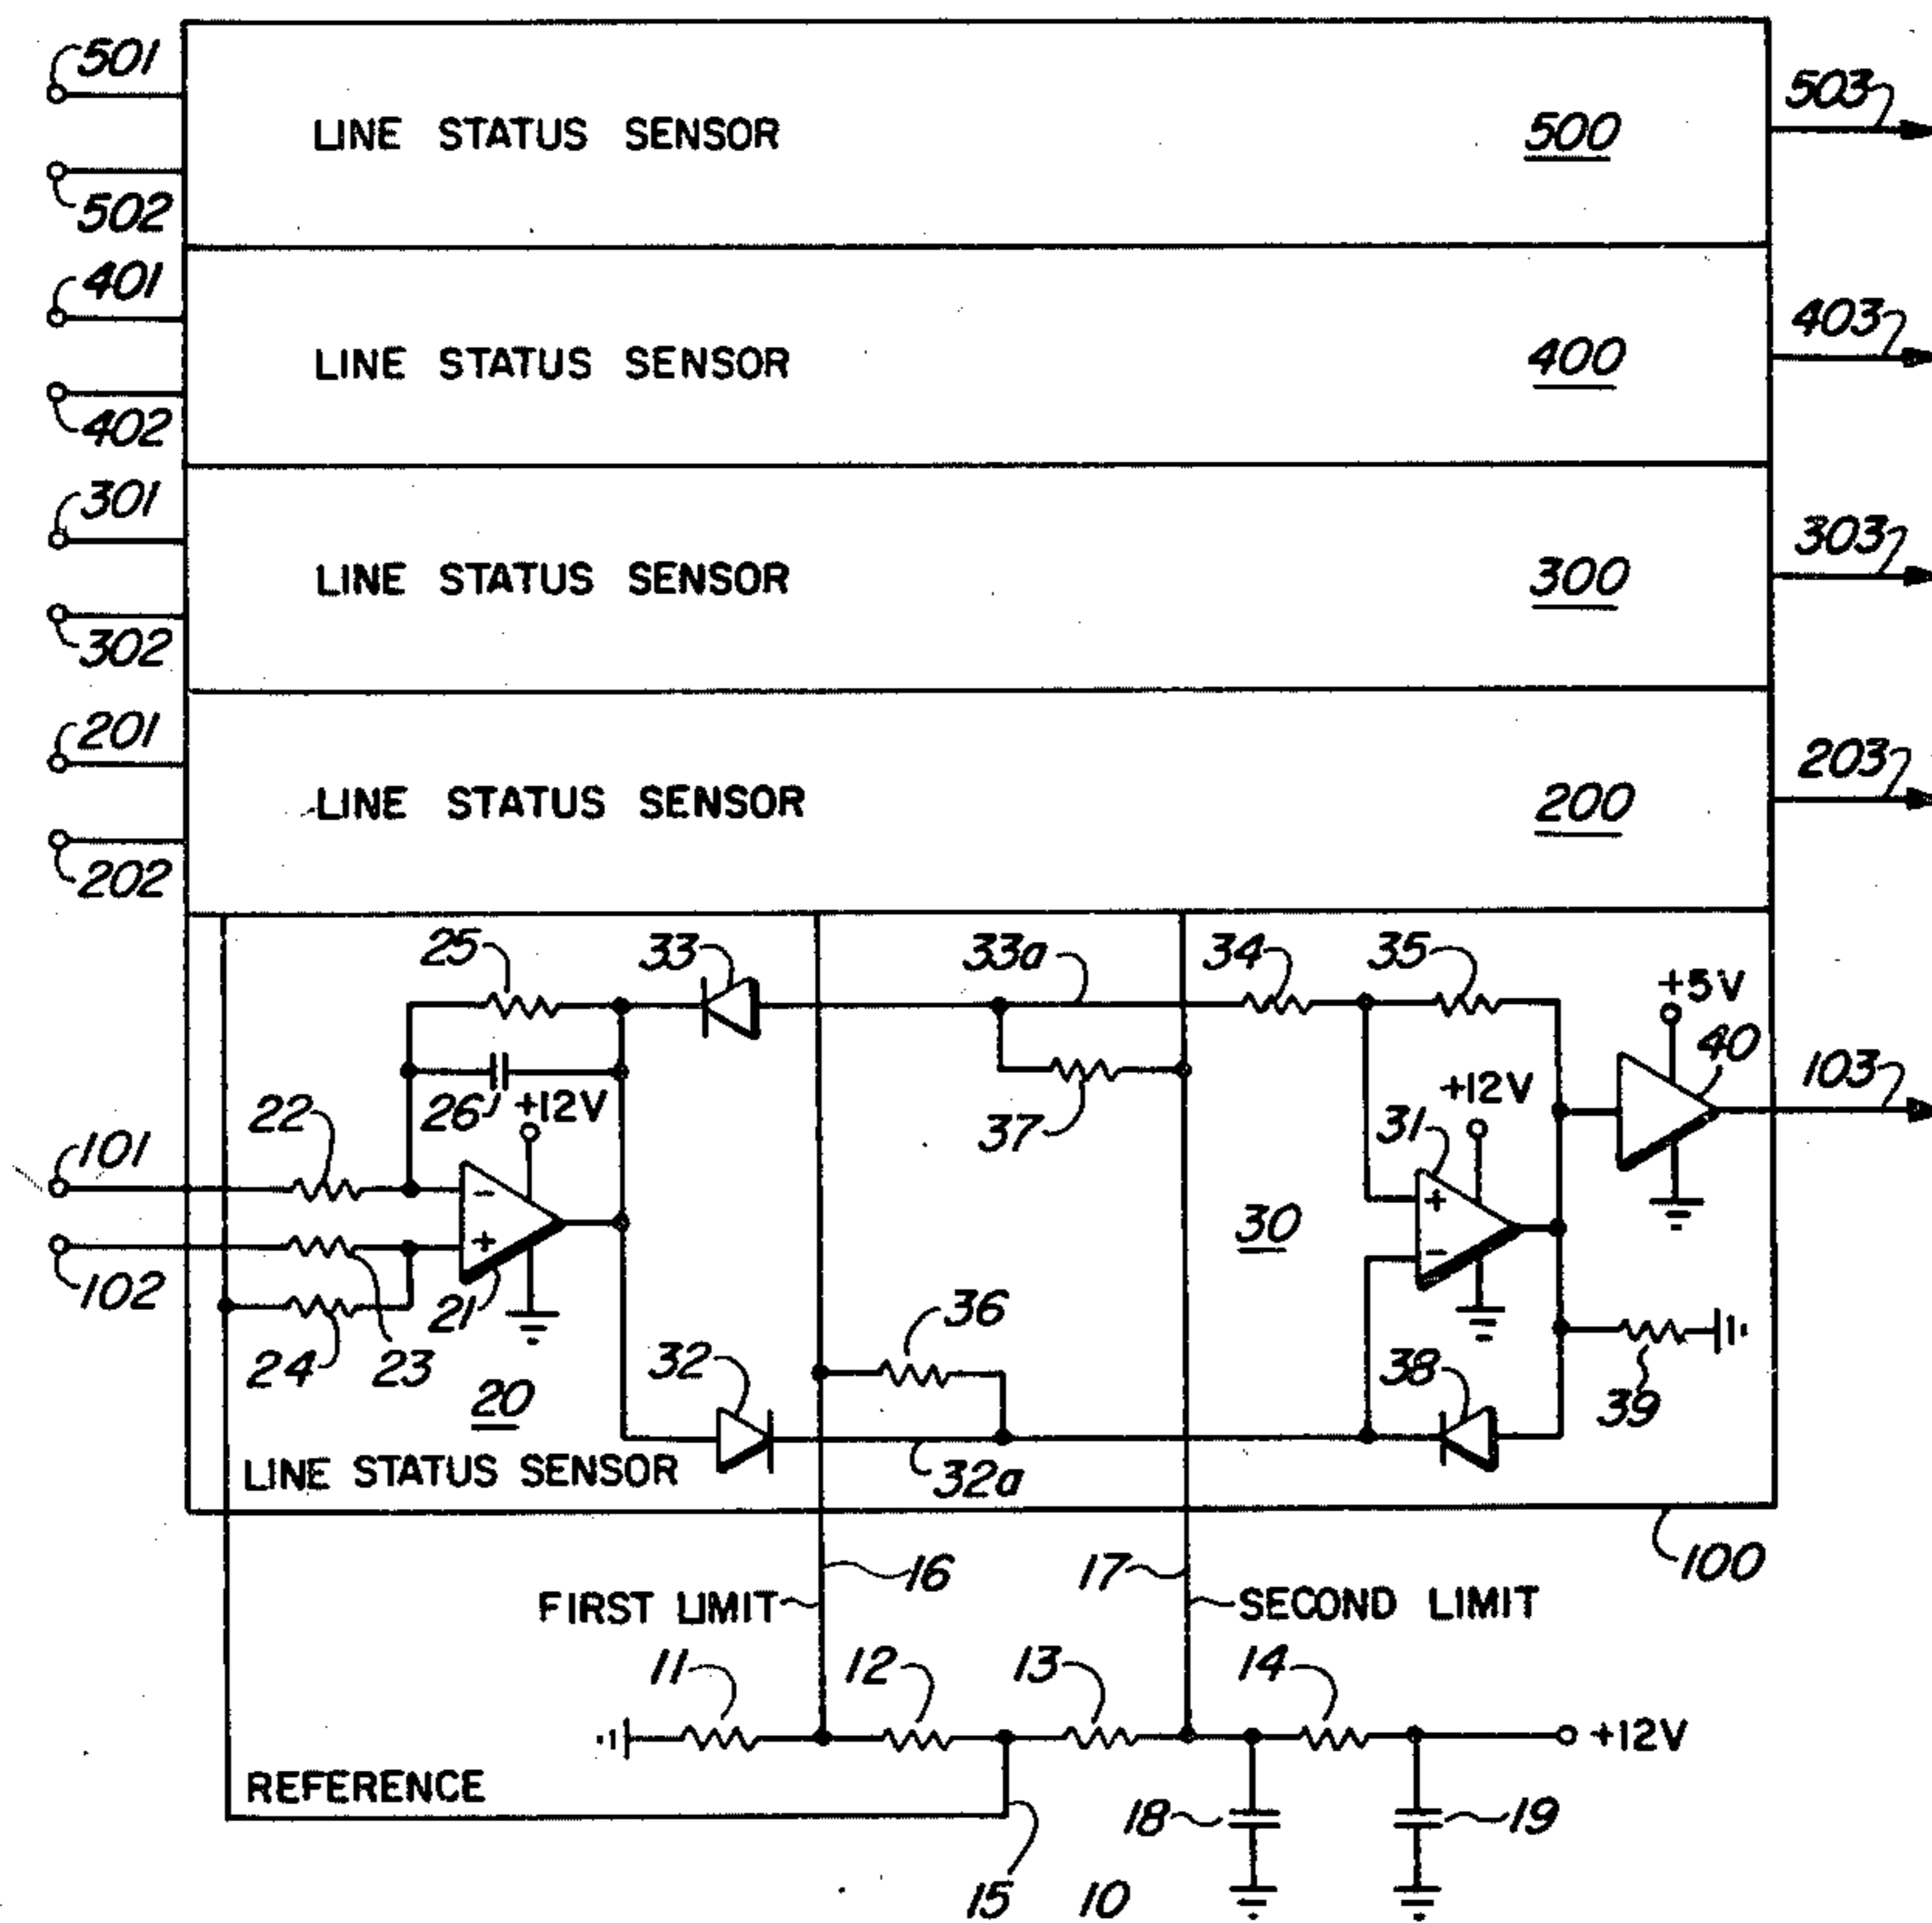 501
503
LINE STATUS SENSOR 500
502
401
403
LINE STATUS SENSOR 400
402
301
303
LINE STATUS SENSOR 300
302
201
203
LINE STATUS SENSOR 200
202
25 33 33a 34 35
+5V
40
103
22 26 +12V 37 31 +12V
101
- +
30
+ -
102
24 23 21 36
20 32 38 39
LINE STATUS SENSOR 32a
100
16 17
FIRST LIMIT SECOND LIMIT
11 12 13 14
+12V
REFERENCE
18 19
15 10